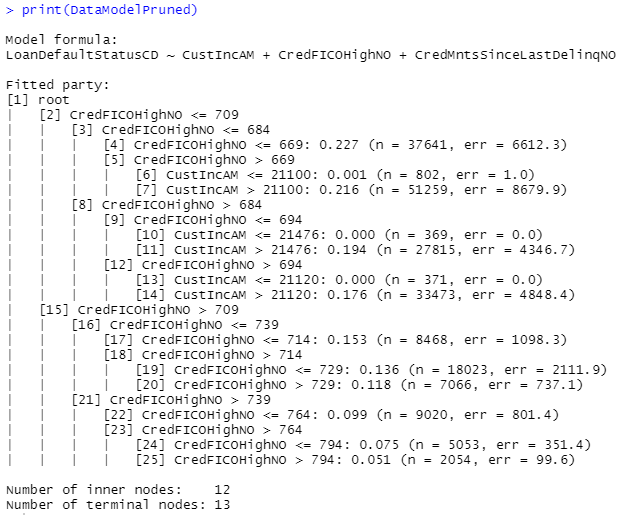 > print(DataModelPruned)

Model formula:
LoanDefaultStatusCD ~ CustIncAM + CredFICOHighNO + CredMntsSinceLastDelinqNO

Fitted party:
[1] root
|   [2] CredFICOHighNO <= 709
|   |   [3] CredFICOHighNO <= 684
|   |   |   [4] CredFICOHighNO <= 669: 0.227 (n = 37641, err = 6612.3)
|   |   |   [5] CredFICOHighNO > 669
|   |   |   |   [6] CustIncAM <= 21100: 0.001 (n = 802, err = 1.0)
|   |   |   |   [7] CustIncAM > 21100: 0.216 (n = 51259, err = 8679.9)
|   |   [8] CredFICOHighNO > 684
|   |   |   [9] CredFICOHighNO <= 694
|   |   |   |   [10] CustIncAM <= 21476: 0.000 (n = 369, err = 0.0)
|   |   |   |   [11] CustIncAM > 21476: 0.194 (n = 27815, err = 4346.7)
|   |   |   [12] CredFICOHighNO > 694
|   |   |   |   [13] CustIncAM <= 21120: 0.000 (n = 371, err = 0.0)
|   |   |   |   [14] CustIncAM > 21120: 0.176 (n = 33473, err = 4848.4)
|   [15] CredFICOHighNO > 709
|   |   [16] CredFICOHighNO <= 739
|   |   |   [17] CredFICOHighNO <= 714: 0.153 (n = 8468, err = 1098.3)
|   |   |   [18] CredFICOHighNO > 714
|   |   |   |   [19] CredFICOHighNO <= 729: 0.136 (n = 18023, err = 2111.9)
|   |   |   |   [20] CredFICOHighNO > 729: 0.118 (n = 7066, err = 737.1)
|   |   [21] CredFICOHighNO > 739
|   |   |   [22] CredFICOHighNO <= 764: 0.099 (n = 9020, err = 801.4)
|   |   |   [23] CredFICOHighNO > 764
|   |   |   |   [24] CredFICOHighNO <= 794: 0.075 (n = 5053, err = 351.4)
|   |   |   |   [25] CredFICOHighNO > 794: 0.051 (n = 2054, err = 99.6)

Number of inner nodes:    12
Number of terminal nodes: 13